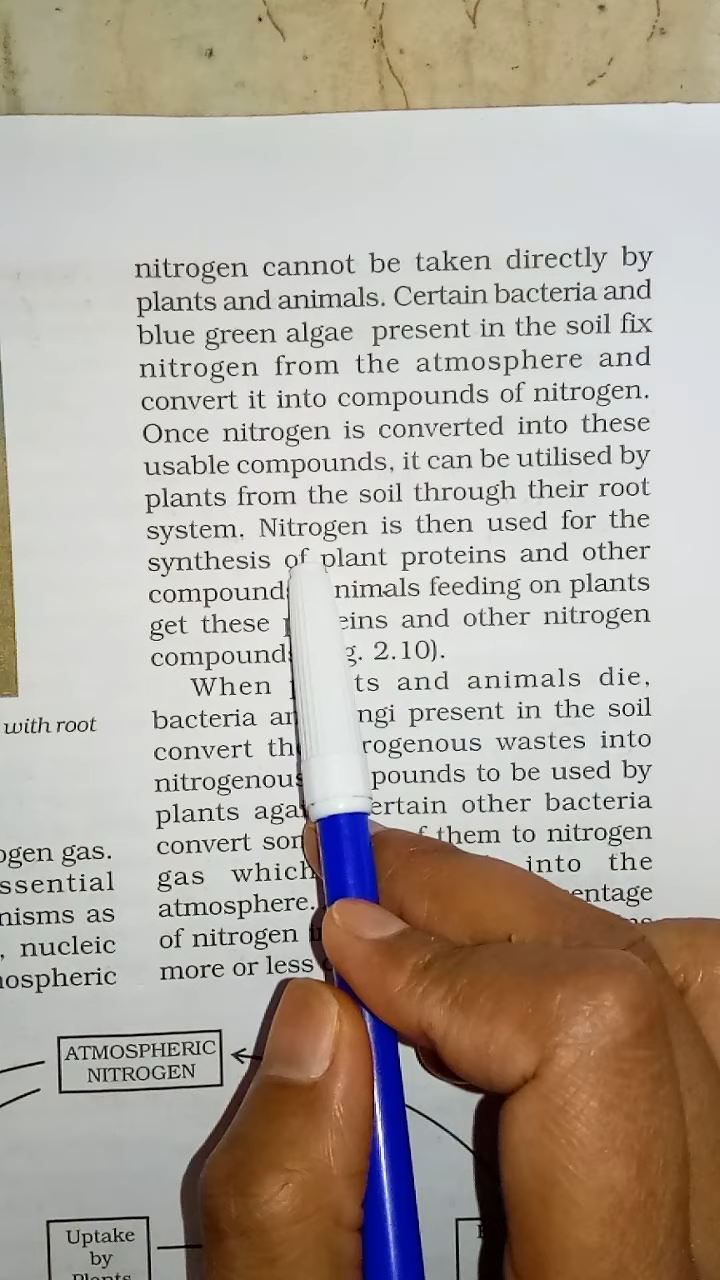 nitrogen cannot be taken directly by
plants and animals. Certain bacteria and
blue green algae present in the soil fix
nitrogen from the atmosphere and
convert it into compounds of nitrogen.
Once nitrogen is converted into these
usable compounds, it can be utilised by
plants from the soil through their root
system. Nitrogen is then used for the
synthesis of plant proteins and other
compound nimals feeding on plants
get these eins and other nitrogen
compound g. 2.10).
When ts and animals die,
bacteria an ngi present in the soil
convert th rogenous wastes into
nitrogenous pounds to be used by
plants aga ertain other bacteria
convert som f them to nitrogen
gas which into the
atmosphere. entage
of nitrogen
more or less
with root
ogen gas.
ssential
nisms as
, nucleic
ospheric
ATMOSPHERIC
NITROGEN
Uptake
by
Plants